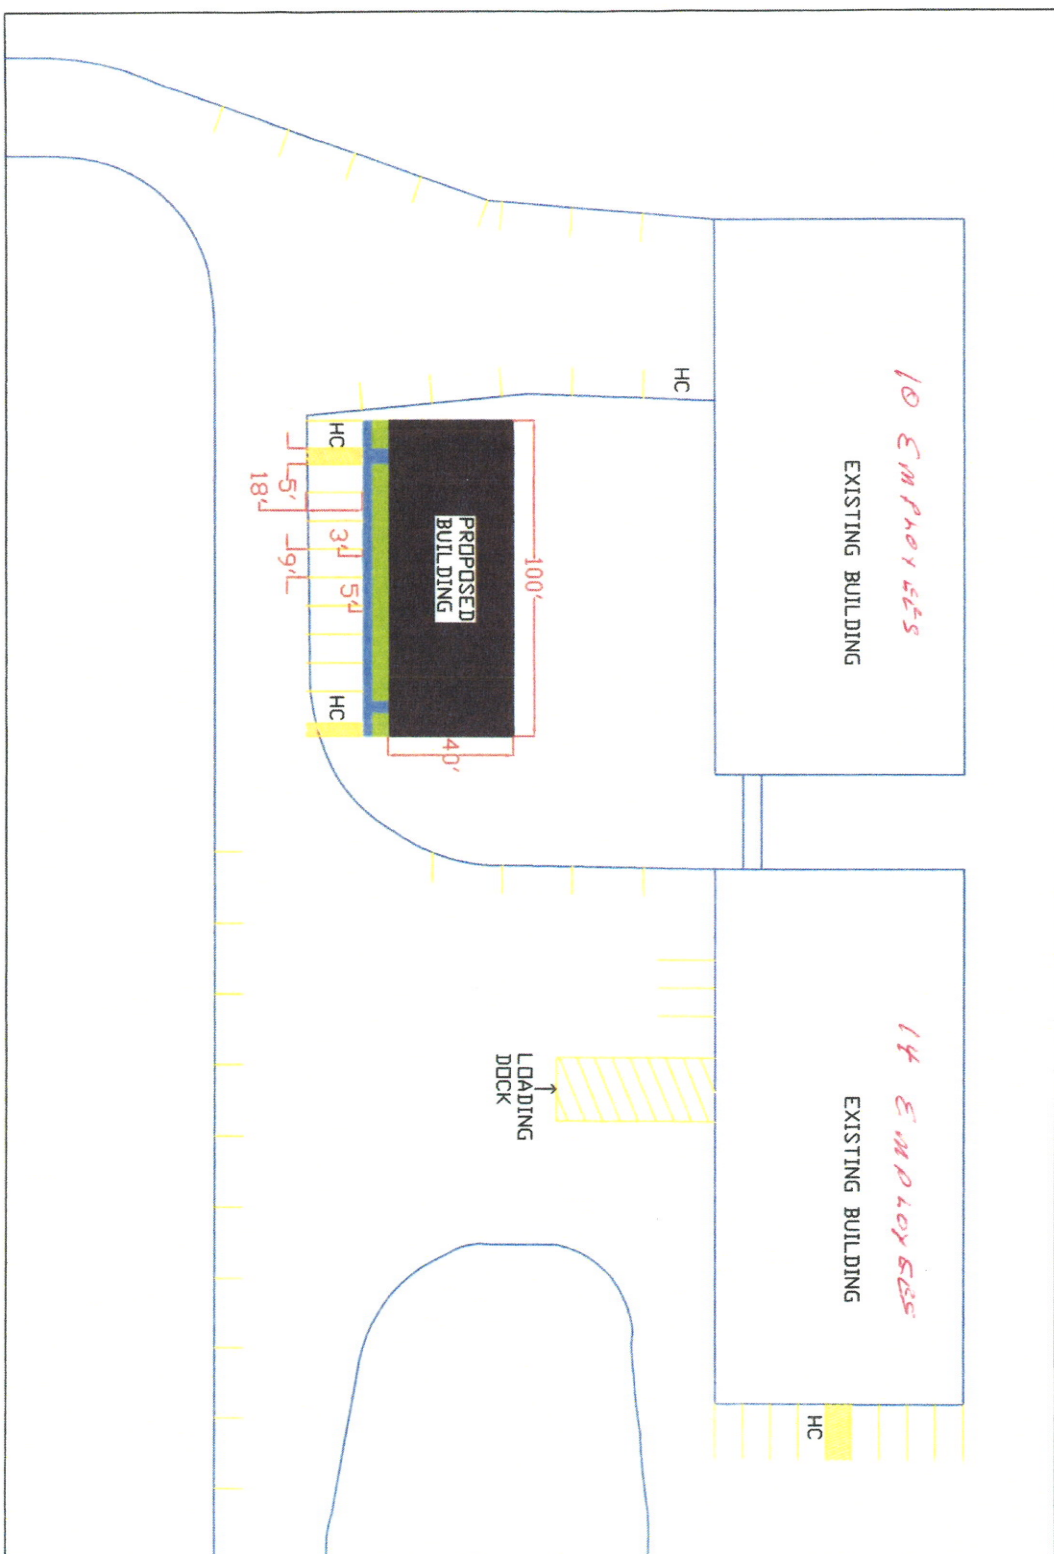 10 EMPLOYEES
EXISTING BUILDING
14 EMPLOYEES
EXISTING BUILDING
HC
HC
PROPOSED
BUILDING
100'
40'
5'
18'
3'
9'
5'
HC
LOADING
DOCK
HC